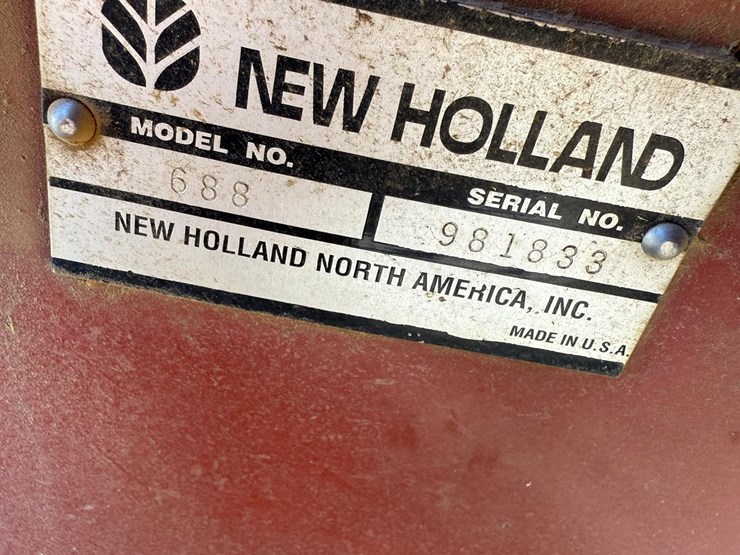 NEW HOLLAND
MODEL NO.
688
SERIAL NO.
981833
NEW HOLLAND NORTH AMERICA, INC.
MADE IN U.S.A.